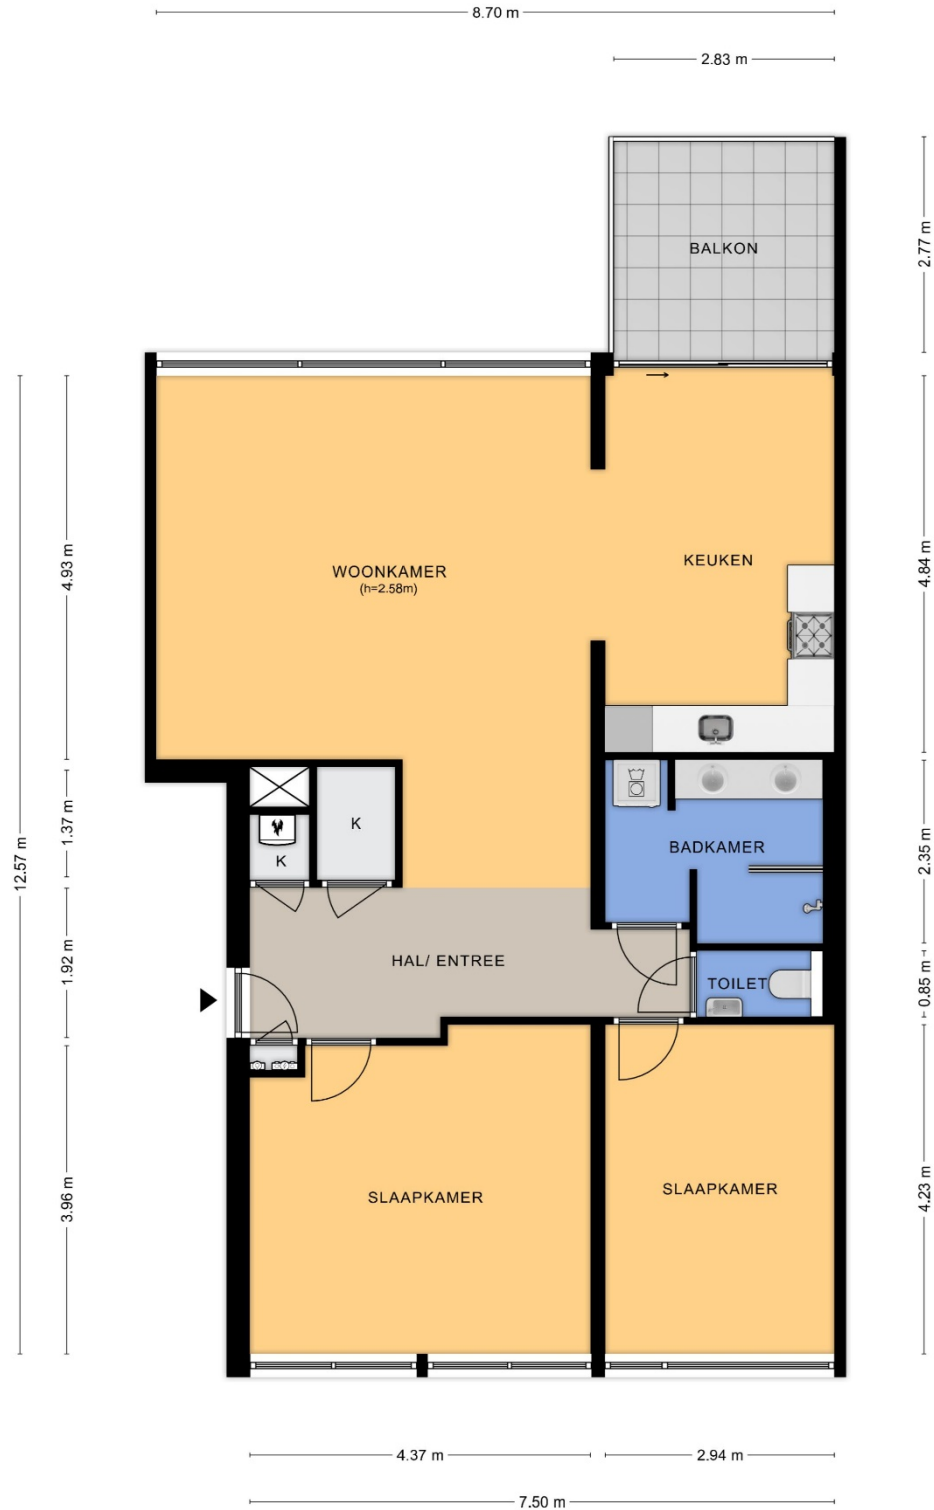 8.70 m
2.83 m
BALKON
2.77 m
WOONKAMER
(h=2.58m)
KEUKEN
4.93 m
4.84 m
12.57 m
1.37 m
K
K
BADKAMER
2.35 m
1.92 m
HAL/ ENTREE
TOILET
0.85 m
3.96 m
SLAAPKAMER
SLAAPKAMER
4.23 m
4.37 m
2.94 m
7.50 m